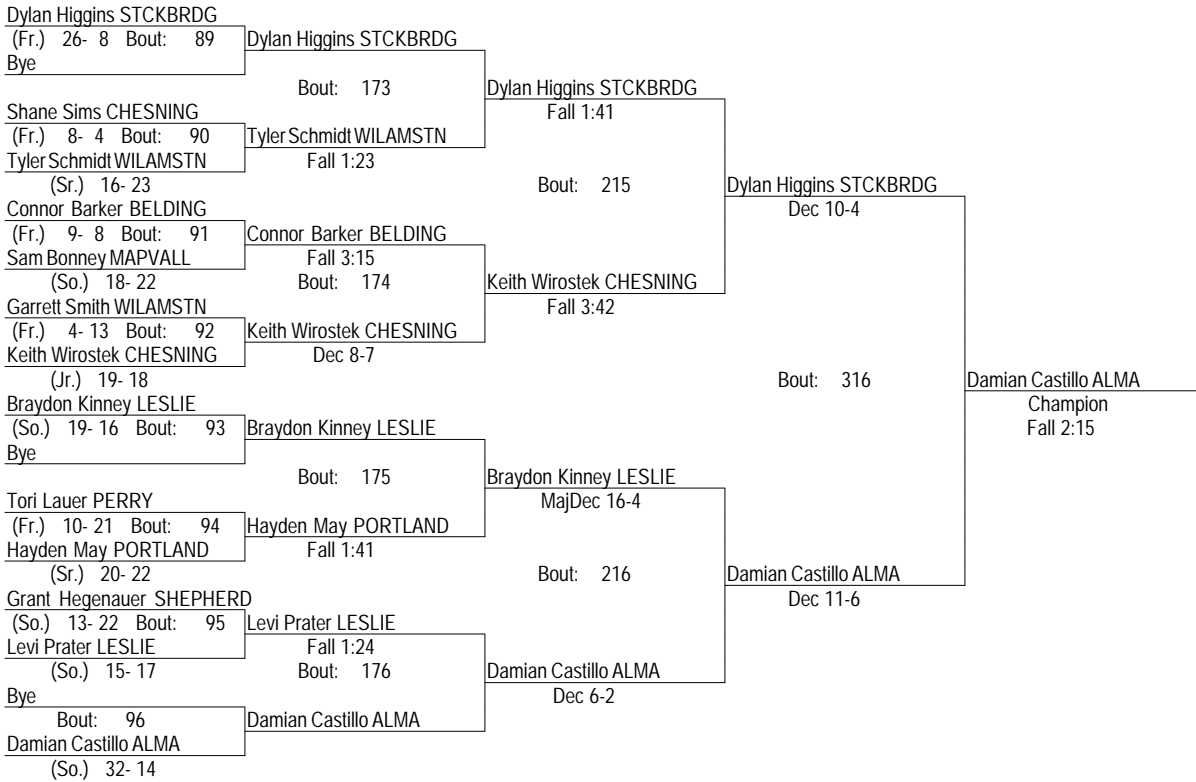 Dylan Higgins STCKBRDG
(Fr.) 26- 8 Bout: 89
Bye
Dylan Higgins STCKBRDG
Bout: 173
Shane Sims CHESNING
(Fr.) 8- 4 Bout: 90
Tyler Schmidt WILAMSTN
(Sr.) 16- 23
Tyler Schmidt WILAMSTN
Fall 1:23
Dylan Higgins STCKBRDG
Fall 1:41
Bout: 215
Connor Barker BELDING
(Fr.) 9- 8 Bout: 91
Sam Bonney MAPVALL
(So.) 18- 22
Connor Barker BELDING
Fall 3:15
Bout: 174
Garrett Smith WILAMSTN
(Fr.) 4- 13 Bout: 92
Keith Wirostek CHESNING
(Jr.) 19- 18
Keith Wirostek CHESNING
Dec 8-7
Keith Wirostek CHESNING
Fall 3:42
Dylan Higgins STCKBRDG
Dec 10-4
Bout: 316
Braydon Kinney LESLIE
(So.) 19- 16 Bout: 93
Bye
Braydon Kinney LESLIE
Bout: 175
Tori Lauer PERRY
(Fr.) 10- 21 Bout: 94
Hayden May PORTLAND
(Sr.) 20- 22
Hayden May PORTLAND
Fall 1:41
Braydon Kinney LESLIE
MajDec 16-4
Bout: 216
Grant Hegenauer SHEPHERD
(So.) 13- 22 Bout: 95
Levi Prater LESLIE
(So.) 15- 17
Levi Prater LESLIE
Fall 1:24
Bout: 176
Bye
Bout: 96
Damian Castillo ALMA
(So.) 32- 14
Damian Castillo ALMA
Damian Castillo ALMA
Dec 6-2
Damian Castillo ALMA
Dec 11-6
Damian Castillo ALMA
Champion
Fall 2:15